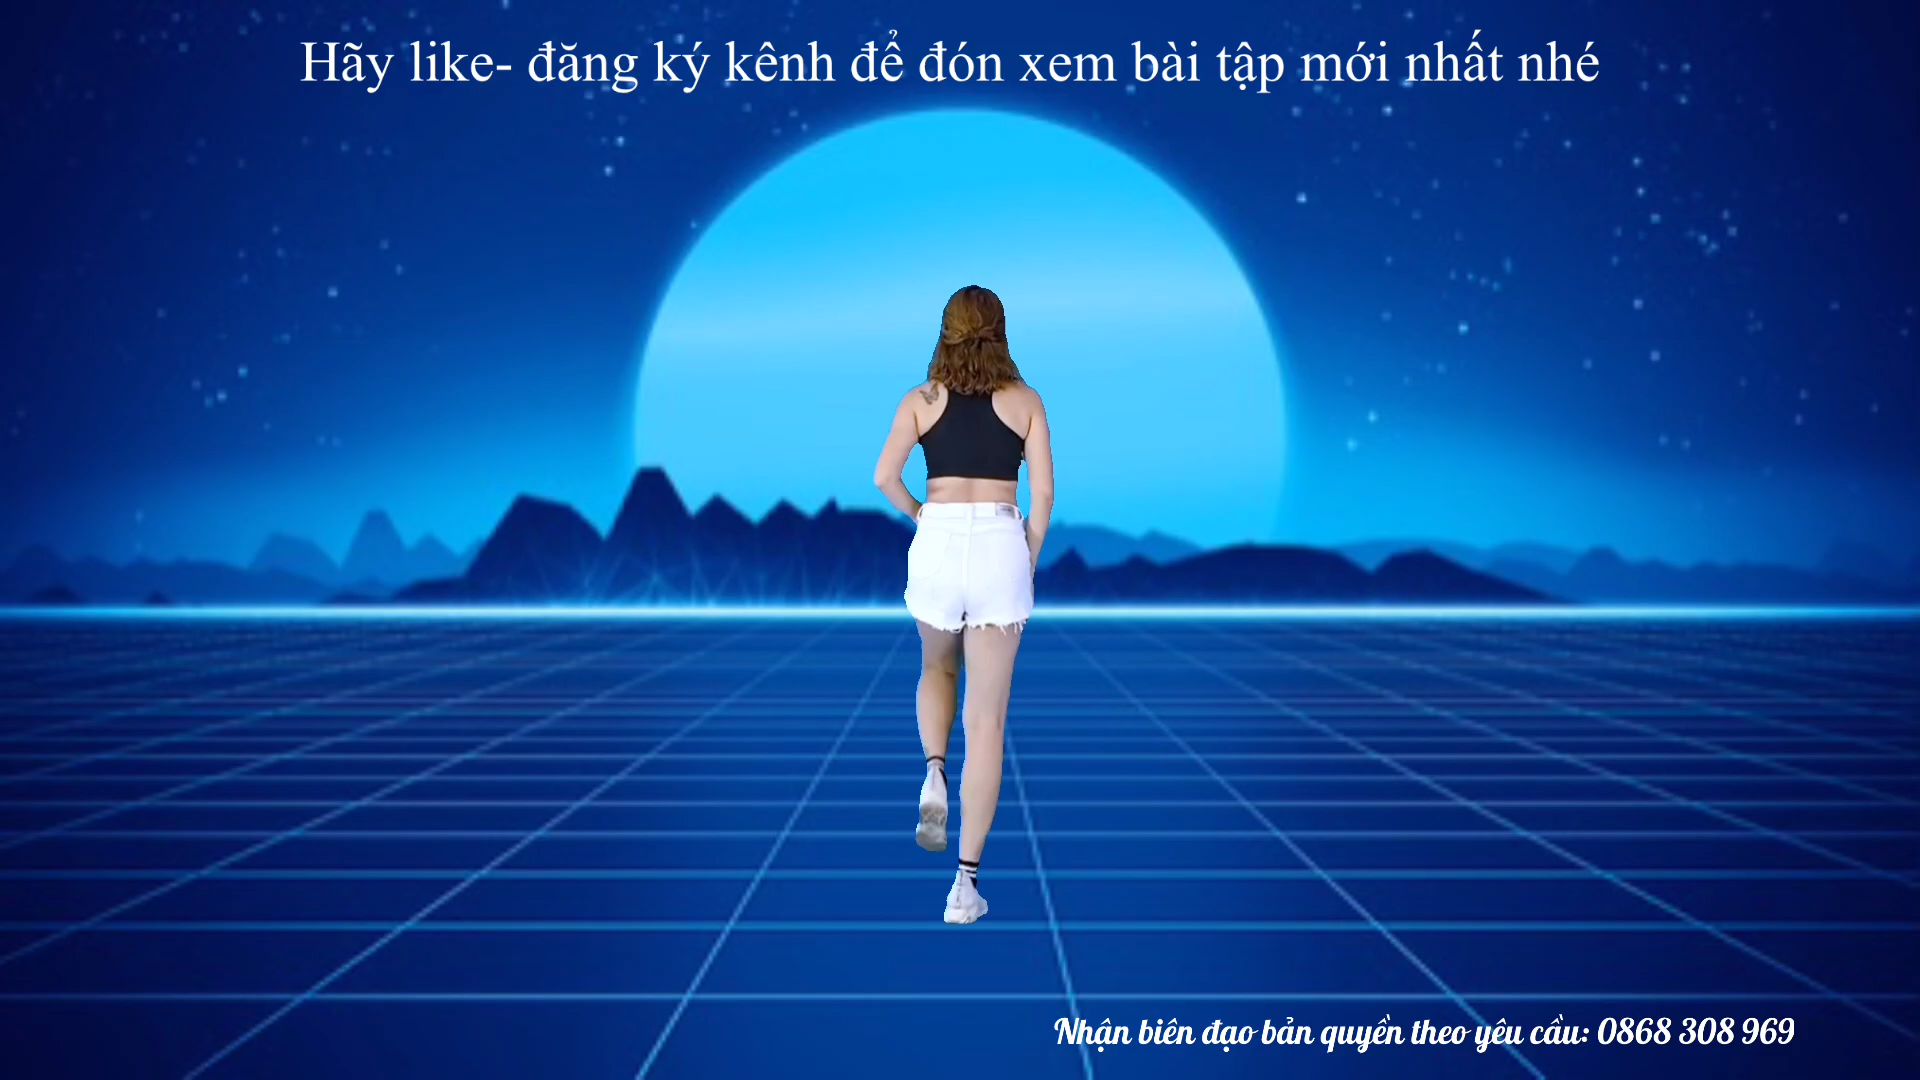 Hãy like- đăng ký kênh để đón xem bài tập mới nhất nhé
Nhận biên đạo bản quyền theo yêu cầu: 0868 308 969